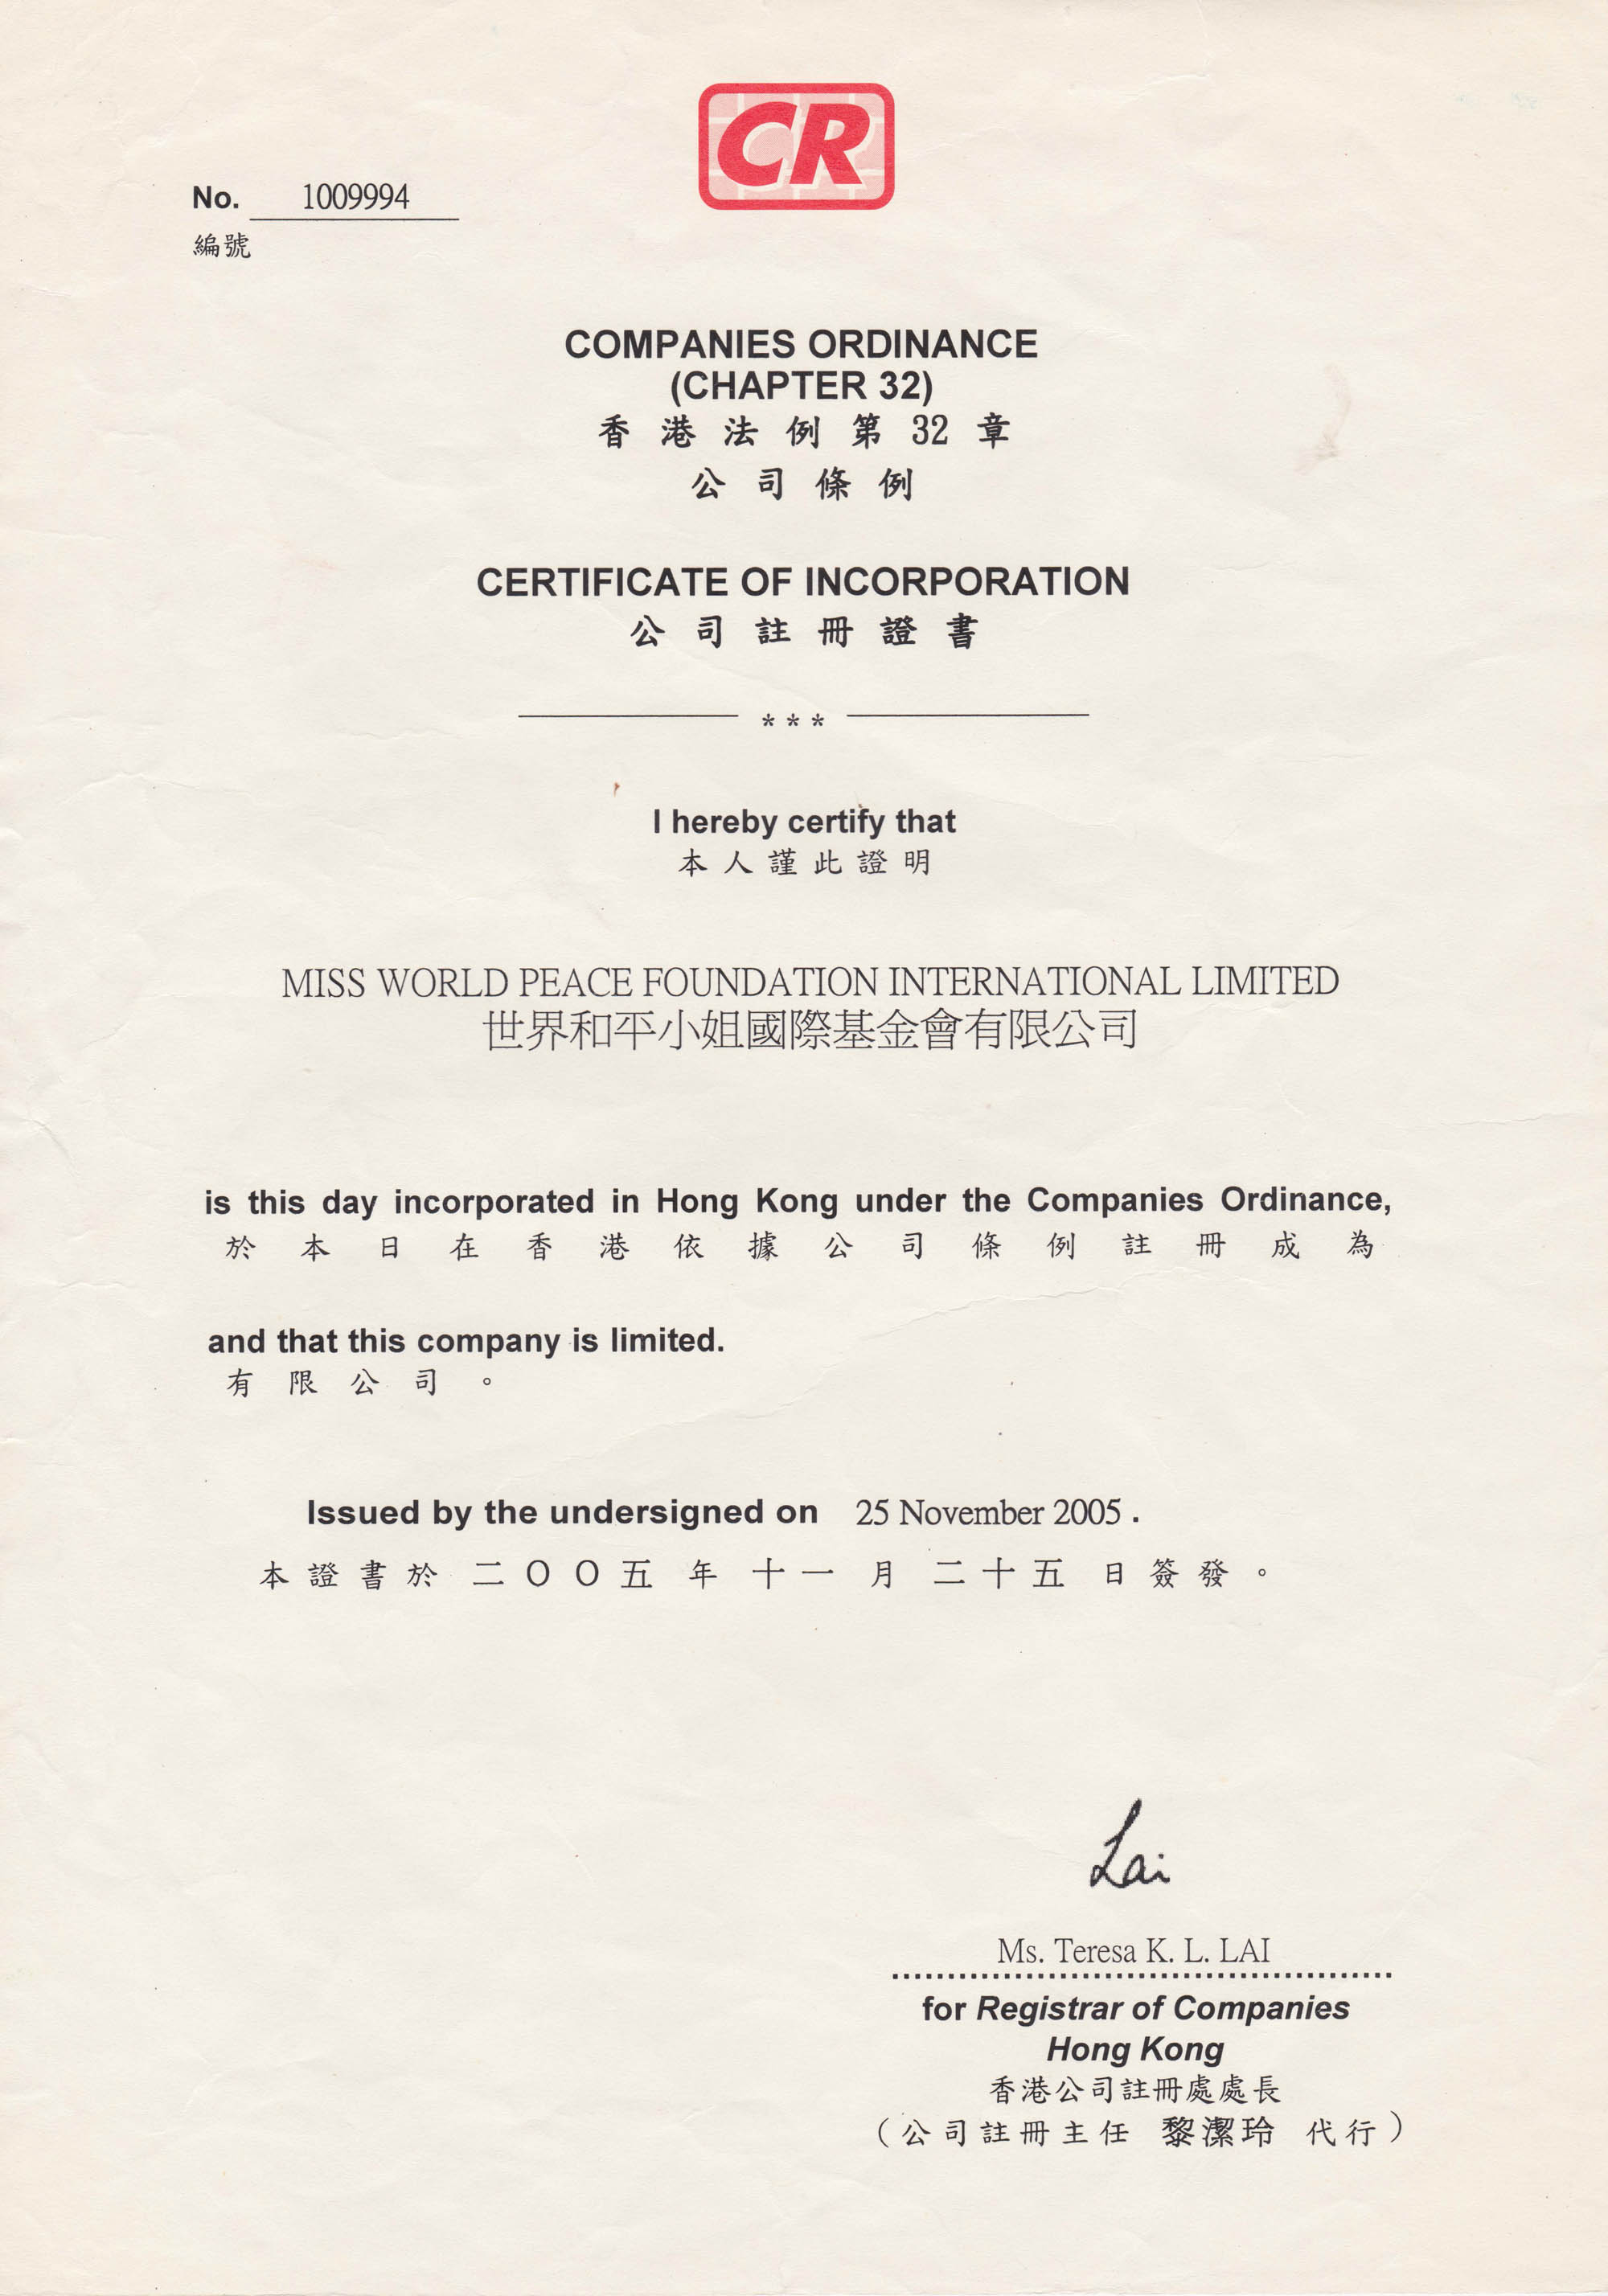 CR
No. 1009994
編號
COMPANIES ORDINANCE
(CHAPTER 32)
香港法例第32章
公司條例
CERTIFICATE OF INCORPORATION
公司註冊證書
* * *
I hereby certify that
本人謹此證明
MISS WORLD PEACE FOUNDATION INTERNATIONAL LIMITED
世界和平小姐國際基金會有限公司
is this day incorporated in Hong Kong under the Companies Ordinance,
於本日在香港依據公司條例註冊成為
and that this company is limited.
有限公司。
Issued by the undersigned on 25 November 2005 .
本證書於二〇〇五年十一月二十五日簽發。
Lai
Ms. Teresa K. L. LAI
for Registrar of Companies
Hong Kong
香港公司註冊處處長
（公司註冊主任 黎潔玲 代行）